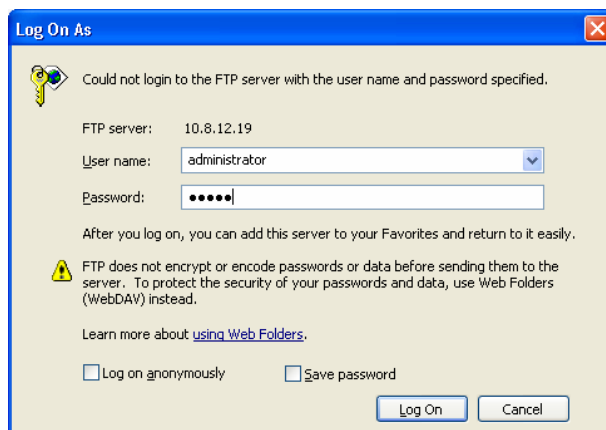 Log On As
Could not login to the FTP server with the user name and password specified.
FTP server: 10.8.12.19
User name: administrator
Password: ●●●●●
After you log on, you can add this server to your Favorites and return to it easily.
FTP does not encrypt or encode passwords or data before sending them to the
server. To protect the security of your passwords and data, use Web Folders
(WebDAV) instead.
Learn more about using Web Folders.
Log on anonymously Save password
Log On Cancel